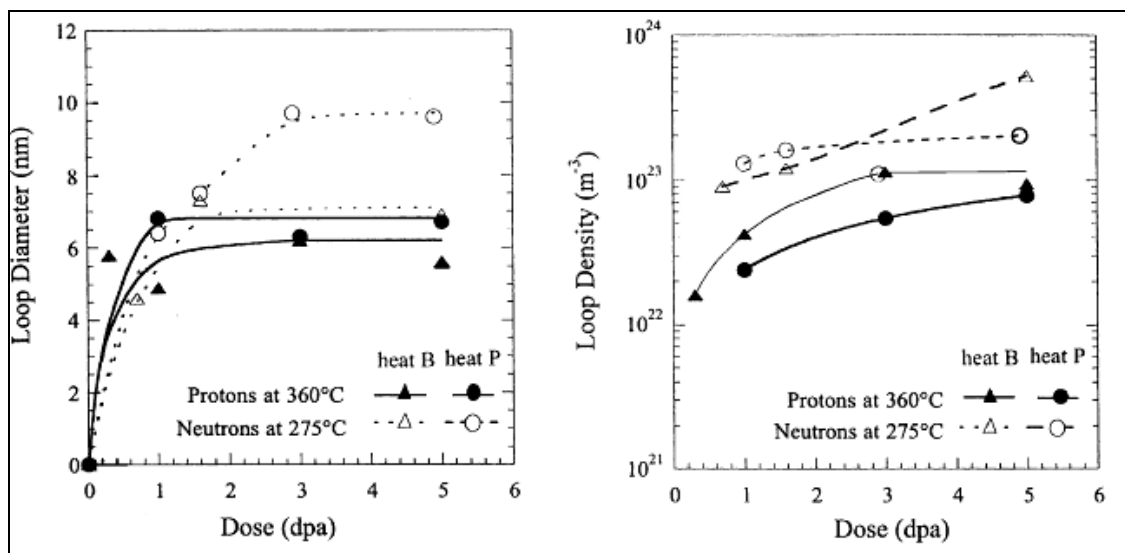 12
10
8
6
4
2
0
0 1 2 3 4 5 6
Loop Diameter (nm)
Dose (dpa)
heat B heat P
Protons at 360°C
Neutrons at 275°C
10²⁴
10²³
10²²
10²¹
0 1 2 3 4 5 6
Loop Density (m⁻³)
Dose (dpa)
heat B heat P
Protons at 360°C
Neutrons at 275°C